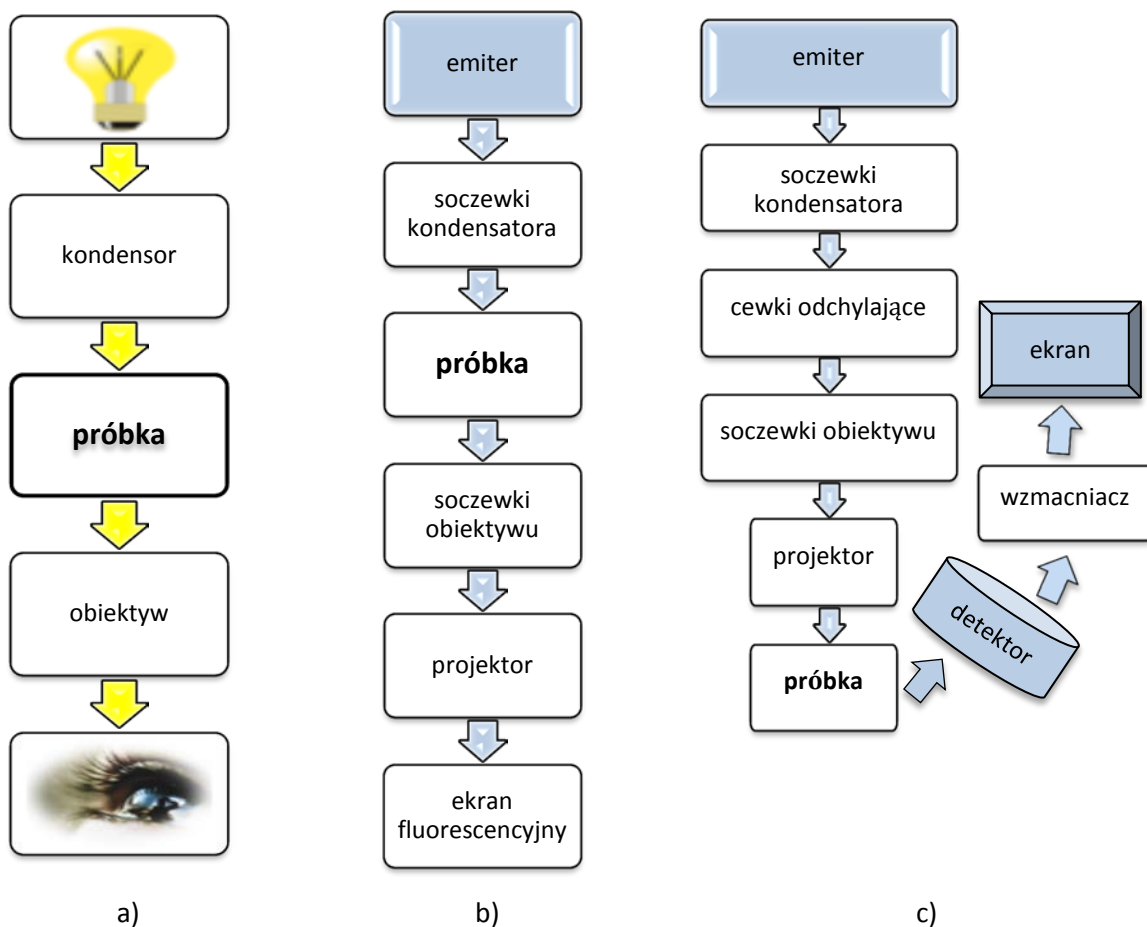 kondensor
próbka
obiektyw
a)
emiter
soczewki
kondensatora
próbka
soczewki
obiektywu
projektor
ekran
fluorescencyjny
b)
emiter
soczewki
kondensatora
cewki odchylające
soczewki obiektywu
projektor
próbka
detektor
wzmacniacz
ekran
c)